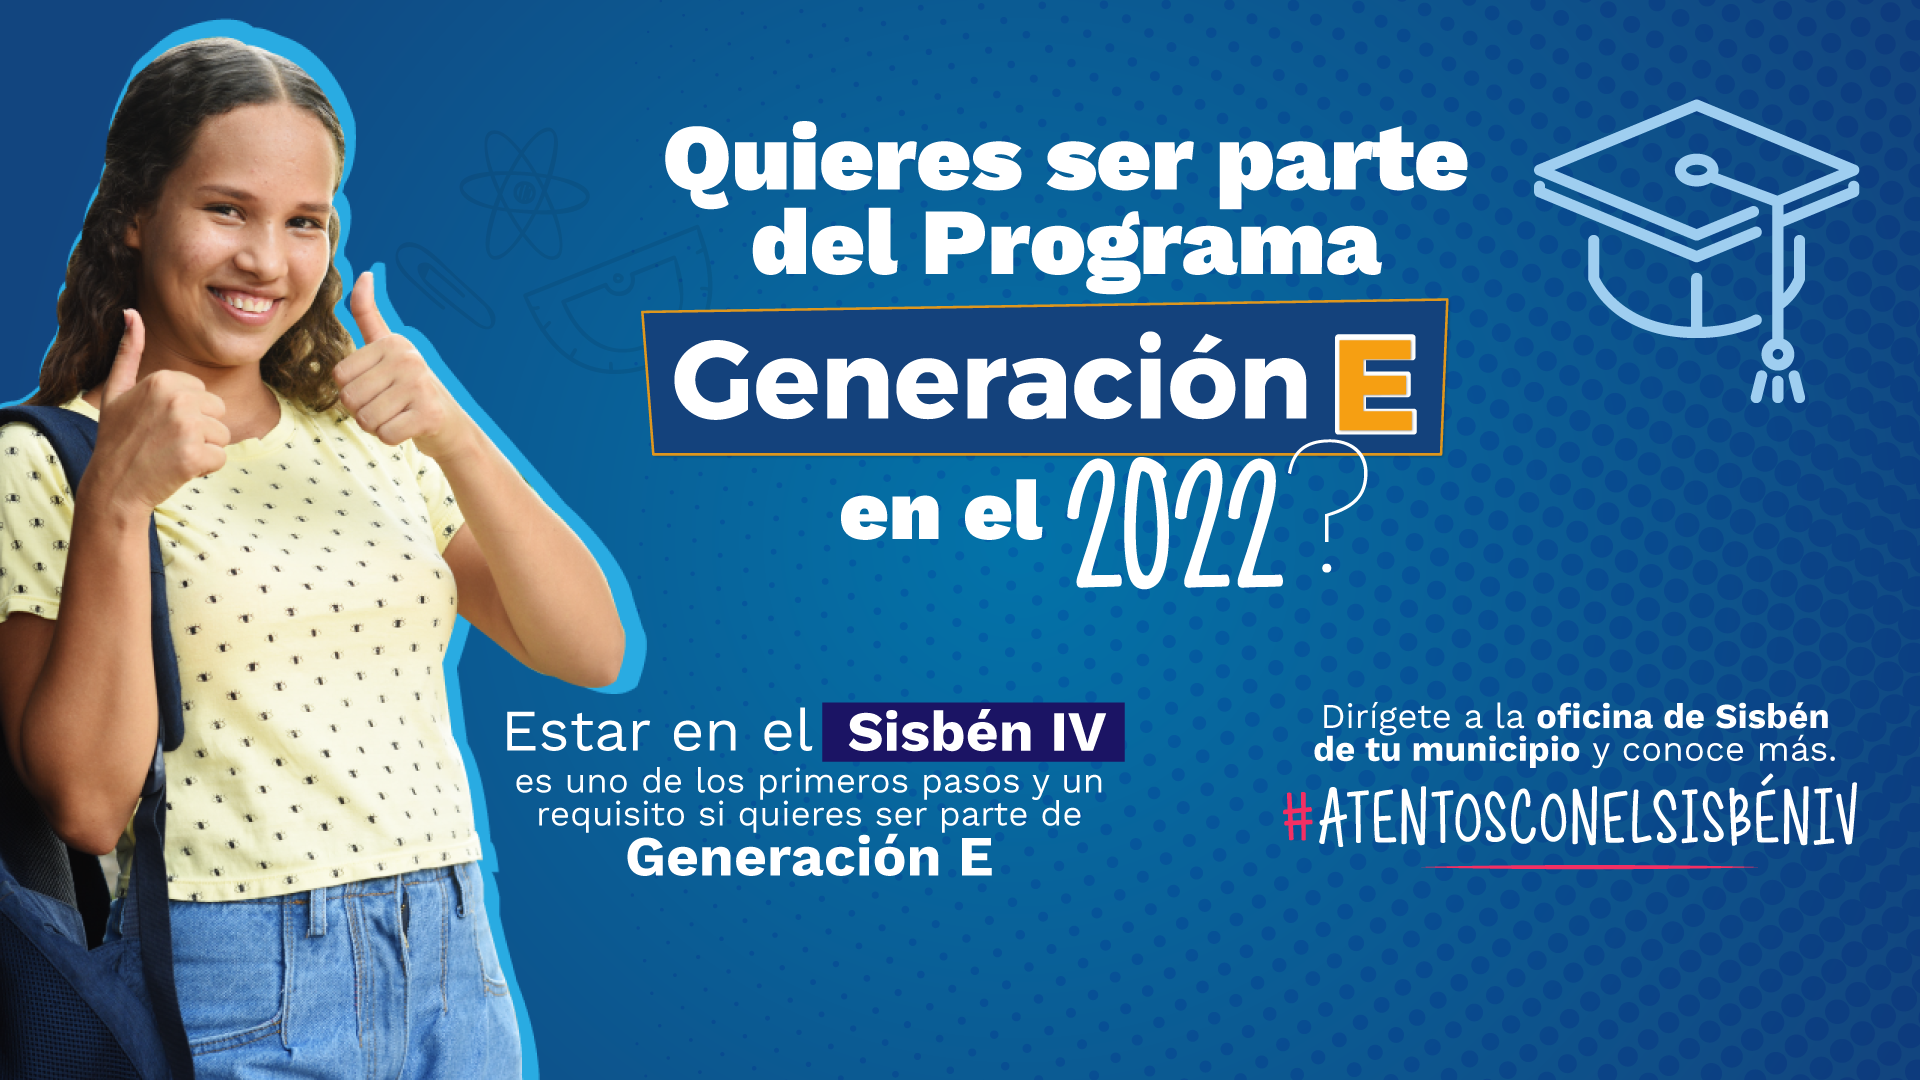 Quieres ser parte
del Programa
Generación E
en el 2022?
Estar en el Sisbén IV
es uno de los primeros pasos y un
requisito si quieres ser parte de
Generación E
Dirígete a la oficina de Sisbén
de tu municipio y conoce más.
#ATENTOSCONELSISBÉNIV